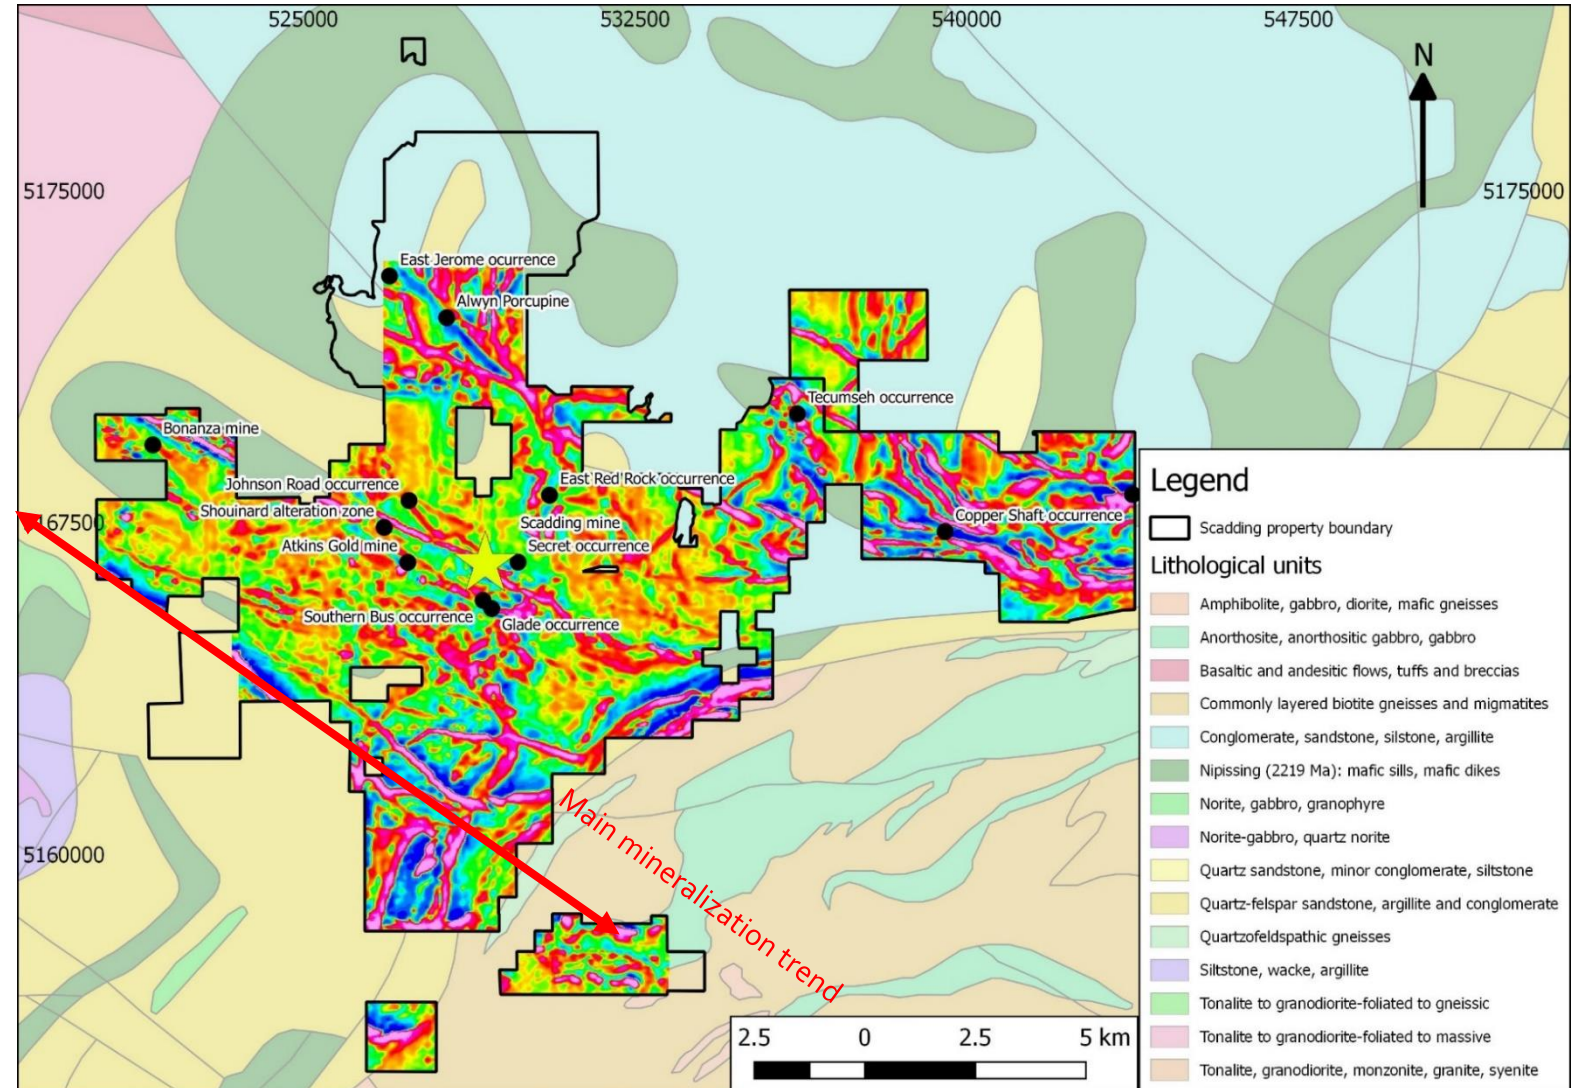 525000
532500
540000
547500
N
5175000
5175000
East Jerome ocurrence
Alwyn Porcupine
Tecumseh occurrence
Bonanza mine
Johnson Road occurrence
East Red Rock occurrence
Shouinard alteration zone
67500
Scadding mine
Copper Shaft occurrence
Atkins Gold mine
Secret occurrence
Southern Bus occurrence
Glade occurrence
5160000
Main mineralization trend
2.5 0 2.5 5 km
Legend
Scadding property boundary
Lithological units
Amphibolite, gabbro, diorite, mafic gneisses
Anorthosite, anorthositic gabbro, gabbro
Basaltic and andesitic flows, tuffs and breccias
Commonly layered biotite gneisses and migmatites
Conglomerate, sandstone, silstone, argillite
Nipissing (2219 Ma): mafic sills, mafic dikes
Norite, gabbro, granophyre
Norite-gabbro, quartz norite
Quartz sandstone, minor conglomerate, siltstone
Quartz-felspar sandstone, argillite and conglomerate
Quartzofeldspathic gneisses
Siltstone, wacke, argillite
Tonalite to granodiorite-foliated to gneissic
Tonalite to granodiorite-foliated to massive
Tonalite, granodiorite, monzonite, granite, syenite